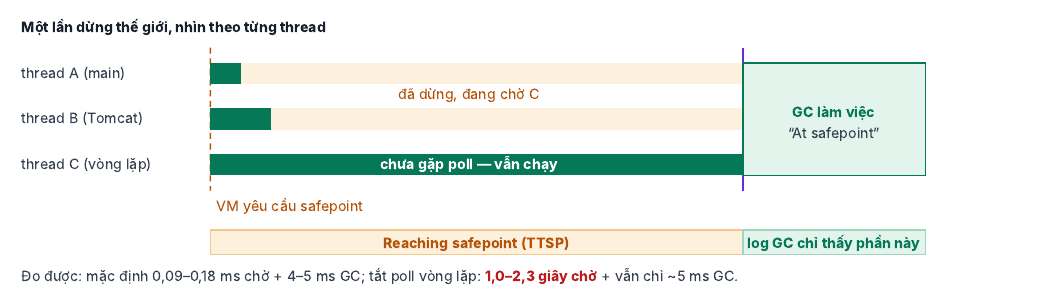 Một lần dừng thế giới, nhìn theo từng thread
thread A (main)
đã dừng, đang chờ C
thread B (Tomcat)
GC làm việc
“At safepoint”
thread C (vòng lặp)
chưa gặp poll — vẫn chạy
VM yêu cầu safepoint
Reaching safepoint (TTSP)
log GC chỉ thấy phần này
Đo được: mặc định 0,09–0,18 ms chờ + 4–5 ms GC; tắt poll vòng lặp: 1,0–2,3 giây chờ + vẫn chỉ ~5 ms GC.